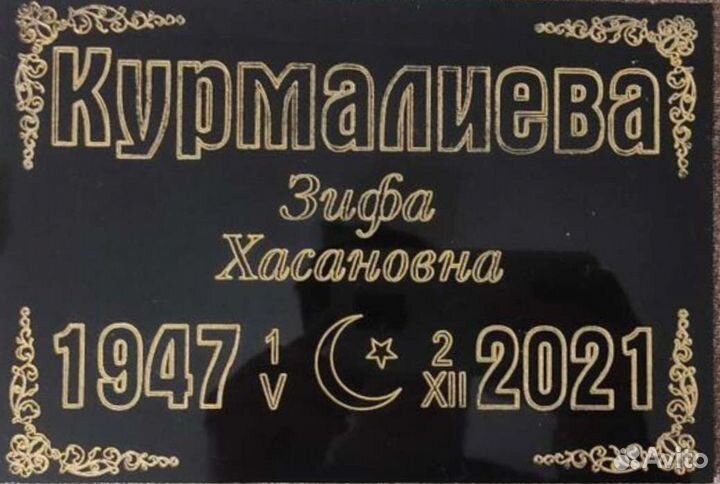 Курмалиева
Зифа
Хасановна
1947 1 2 2021
V XII
Avito